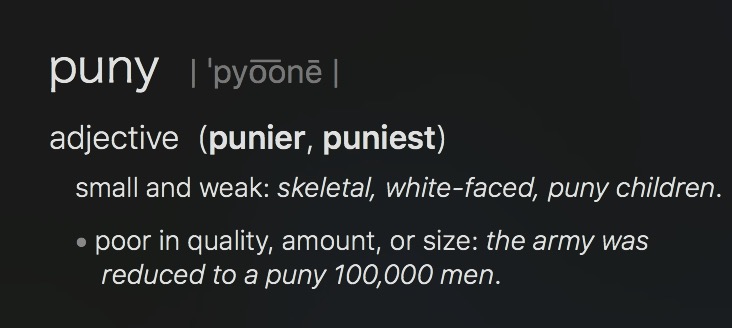 puny | ˈpyo͞onē |
adjective (punier, puniest)
small and weak: skeletal, white-faced, puny children.
• poor in quality, amount, or size: the army was
reduced to a puny 100,000 men.